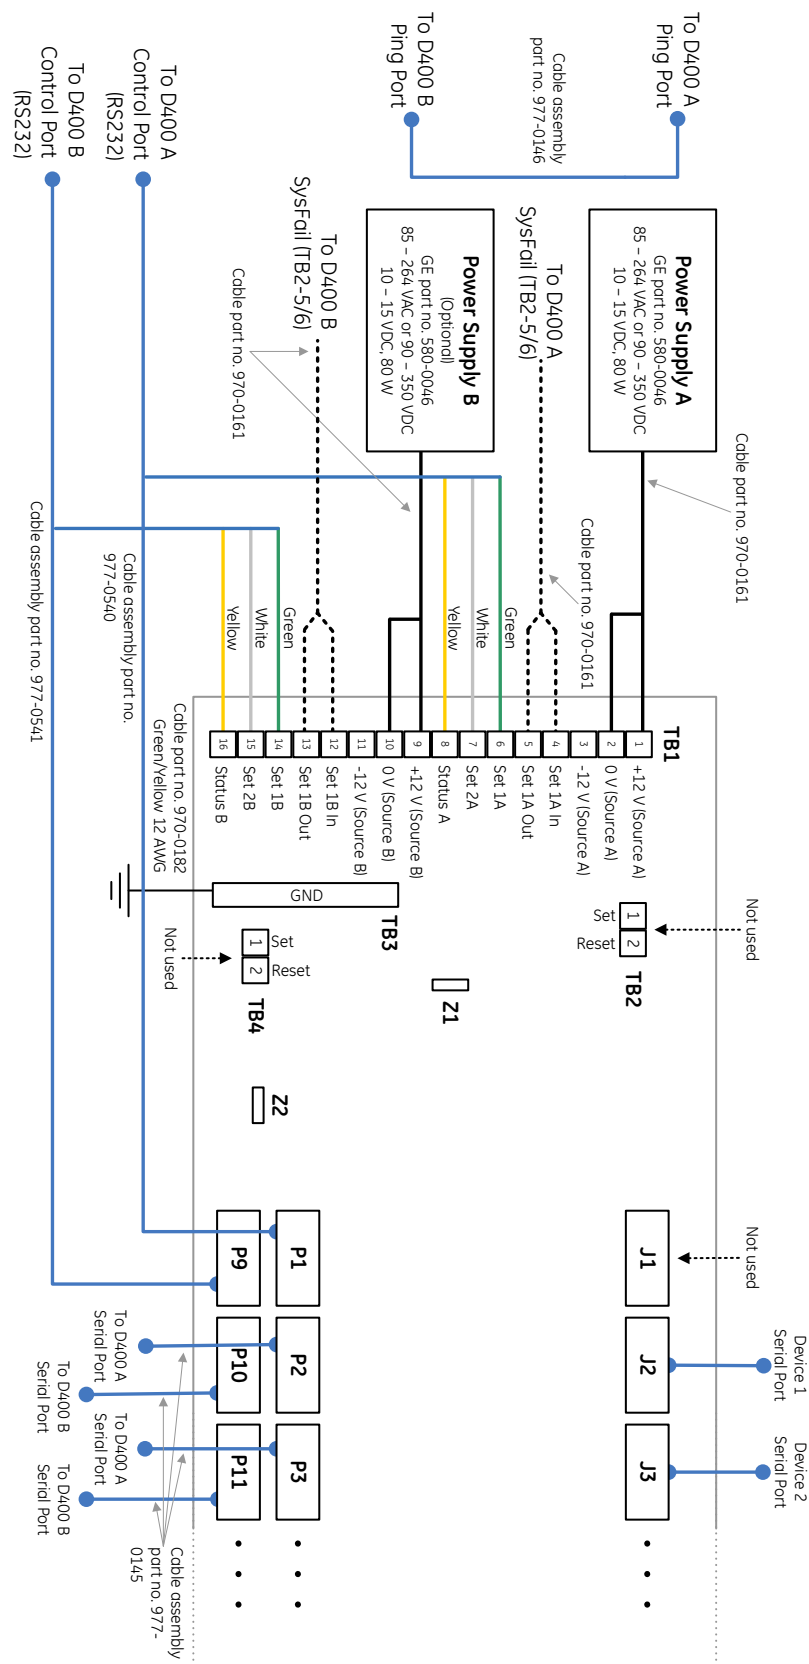 To D400 A
Ping Port
Cable assembly
part no. 977-0146
To D400 B
Ping Port
To D400 A
Control Port
(RS232)
To D400 B
Control Port
(RS232)
Power Supply A
GE part no. 580-0046
85 – 264 VAC or 90 – 350 VDC
10 – 15 VDC, 80 W
To D400 A
SysFail (TB2-5/6)
Power Supply B
(Optional)
GE part no. 580-0046
85 – 264 VAC or 90 – 350 VDC
10 – 15 VDC, 80 W
To D400 B
SysFail (TB2-5/6)
Cable part no. 970-0161
Cable part no. 970-0161
Cable part no. 970-0161
Green
White
Yellow
Green
White
Yellow
Cable assembly part no.
977-0540
Cable assembly part no. 977-0541
TB1
1
+12 V (Source A)
2
0 V (Source A)
3
-12 V (Source A)
4
Set 1A In
5
Set 1A Out
6
Set 1A
7
Set 2A
8
Status A
9
+12 V (Source B)
10
0 V (Source B)
11
-12 V (Source B)
12
Set 1B In
13
Set 1B Out
14
Set 1B
15
Set 2B
16
Status B
Cable part no. 970-0182
Green/Yellow 12 AWG
GND
TB3
Not used
Set
1
Reset
2
TB2
Not used
1
Set
2
Reset
TB4
Z1
Z2
Not used
J1
P1
P9
Device 1
Serial Port
J2
P2
P10
To D400 A
Serial Port
To D400 B
Serial Port
Device 2
Serial Port
J3
P3
P11
To D400 A
Serial Port
To D400 B
Serial Port
Cable assembly
part no. 977-
0145